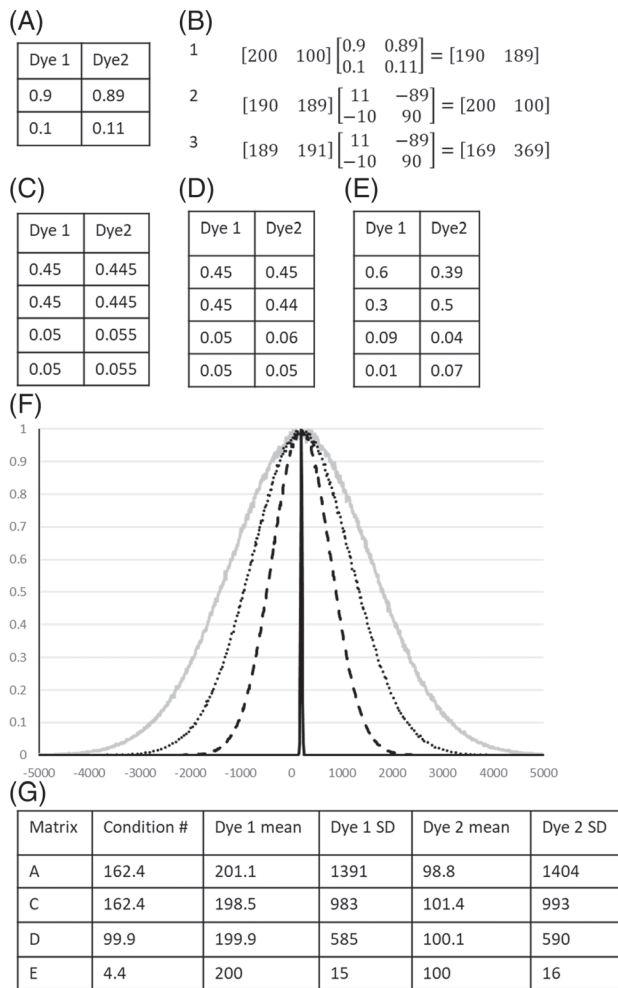 (A)
Dye 1 Dye2
0.9 0.89
0.1 0.11
(B)
1 [200 100] [0.9 0.89 = [190 189]
0.1 0.11]
2 [190 189] [11 −89 = [200 100]
−10 90]
3 [189 191] [11 −89 = [169 369]
−10 90]
(C)
Dye 1 Dye2
0.45 0.445
0.45 0.445
0.05 0.055
0.05 0.055
(D)
Dye 1 Dye2
0.45 0.45
0.45 0.44
0.05 0.06
0.05 0.05
(E)
Dye 1 Dye2
0.6 0.39
0.3 0.5
0.09 0.04
0.01 0.07
(F)
1
0.9
0.8
0.7
0.6
0.5
0.4
0.3
0.2
0.1
0
-5000 -4000 -3000 -2000 -1000 0 1000 2000 3000 4000 5000
(G)
Matrix Condition # Dye 1 mean Dye 1 SD Dye 2 mean Dye 2 SD
A 162.4 201.1 1391 98.8 1404
C 162.4 198.5 983 101.4 993
D 99.9 199.9 585 100.1 590
E 4.4 200 15 100 16